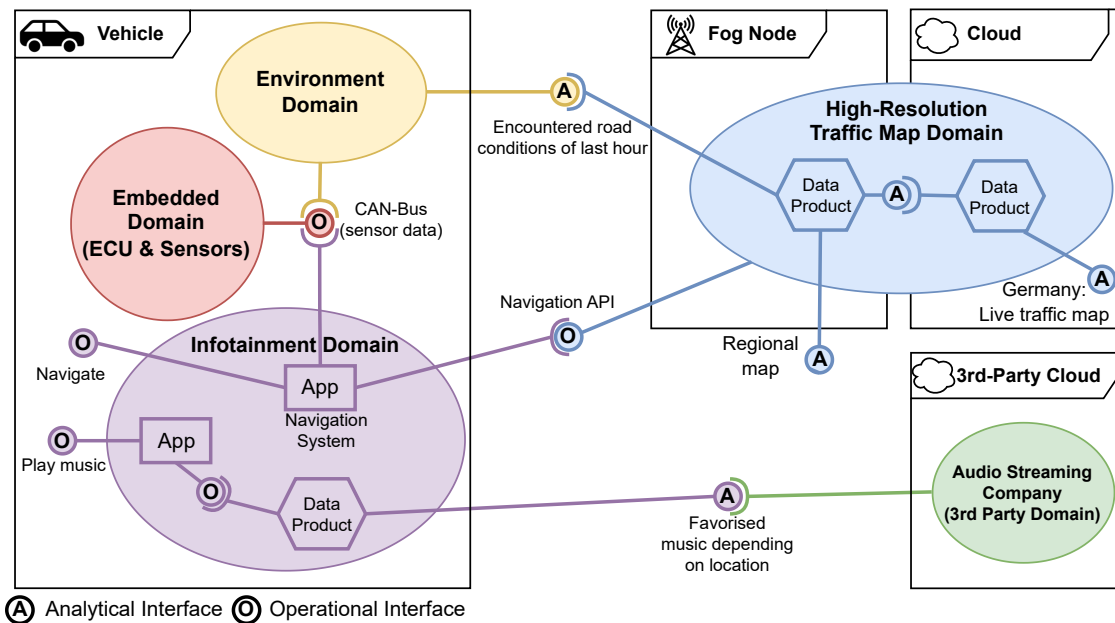 Vehicle
Fog Node
Cloud
Environment
Domain
A
Encountered road
conditions of last hour
High-Resolution
Traffic Map Domain
Data
Product
A
Data
Product
Embedded
Domain
(ECU & Sensors)
O
CAN-Bus
(sensor data)
A
Germany:
Live traffic map
Navigation API
O
Regional
map
A
O
Navigate
Infotainment Domain
App
Navigation
System
O
Play music
App
O
Data
Product
A
Favorised
music depending
on location
3rd-Party Cloud
Audio Streaming
Company
(3rd Party Domain)
A Analytical Interface O Operational Interface